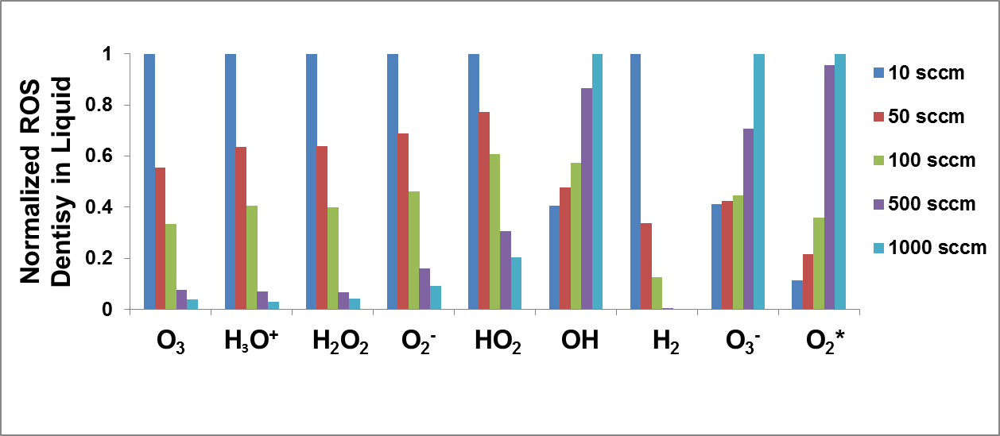 Normalized ROS
Dentisy in Liquid
1
0.8
0.6
0.4
0.2
0
O₃ H₃O⁺ H₂O₂ O₂⁻ HO₂ OH H₂ O₃⁻ O₂*
10 sccm
50 sccm
100 sccm
500 sccm
1000 sccm